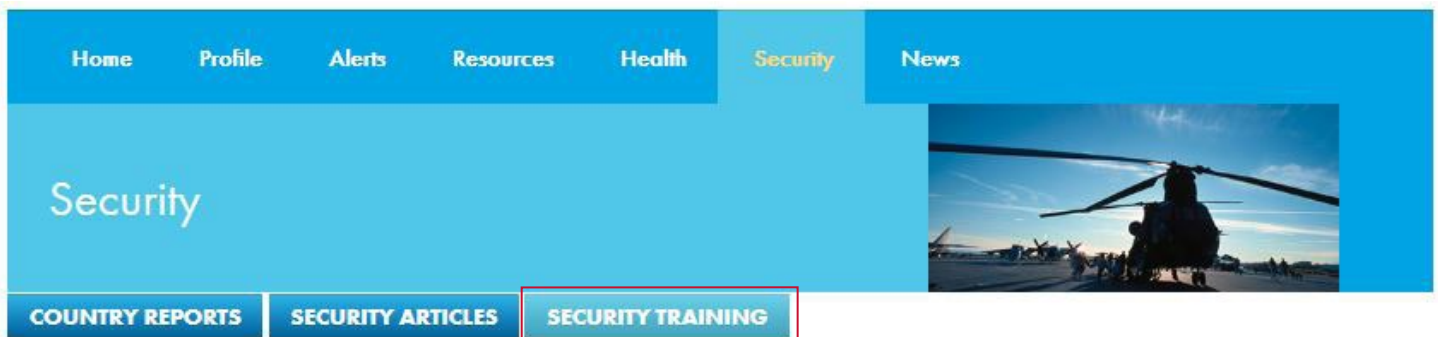 Home Profile Alerts Resources Health Security News
Security
COUNTRY REPORTS SECURITY ARTICLES SECURITY TRAINING